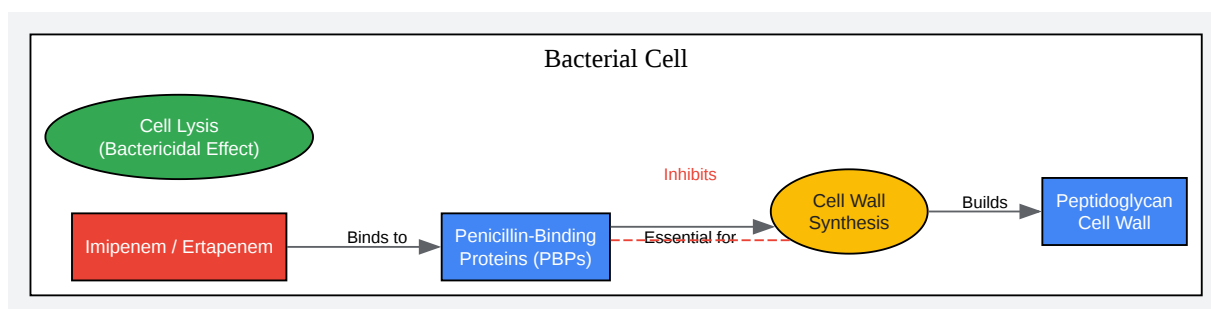 Bacterial Cell
Cell Lysis
(Bactericidal Effect)
Imipenem / Ertapenem
Binds to
Penicillin-Binding
Proteins (PBPs)
Inhibits
Essential for
Cell Wall
Synthesis
Builds
Peptidoglycan
Cell Wall